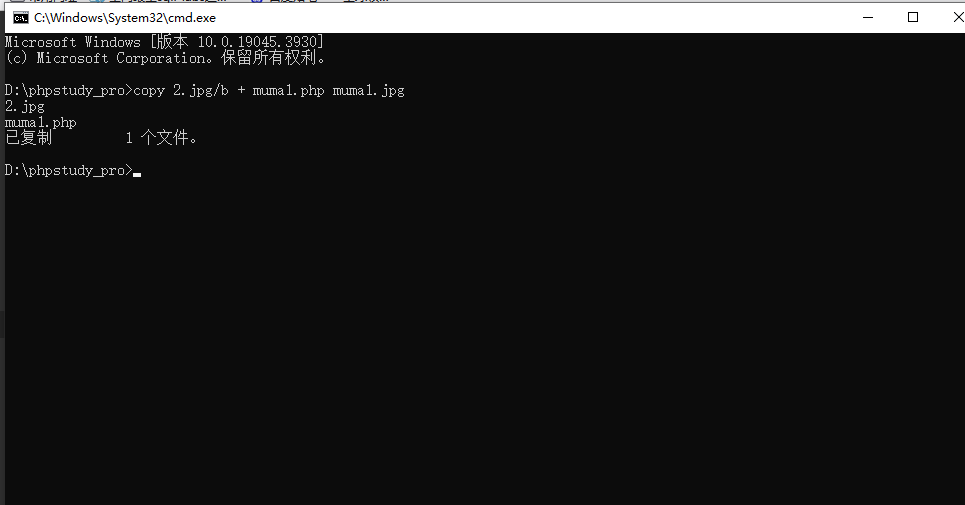 C:\Windows\System32\cmd.exe
Microsoft Windows [版本 10.0.19045.3930]
(c) Microsoft Corporation。保留所有权利。
D:\phpstudy_pro>copy 2.jpg/b + muma1.php muma1.jpg
2.jpg
muma1.php
已复制         1 个文件。
D:\phpstudy_pro>